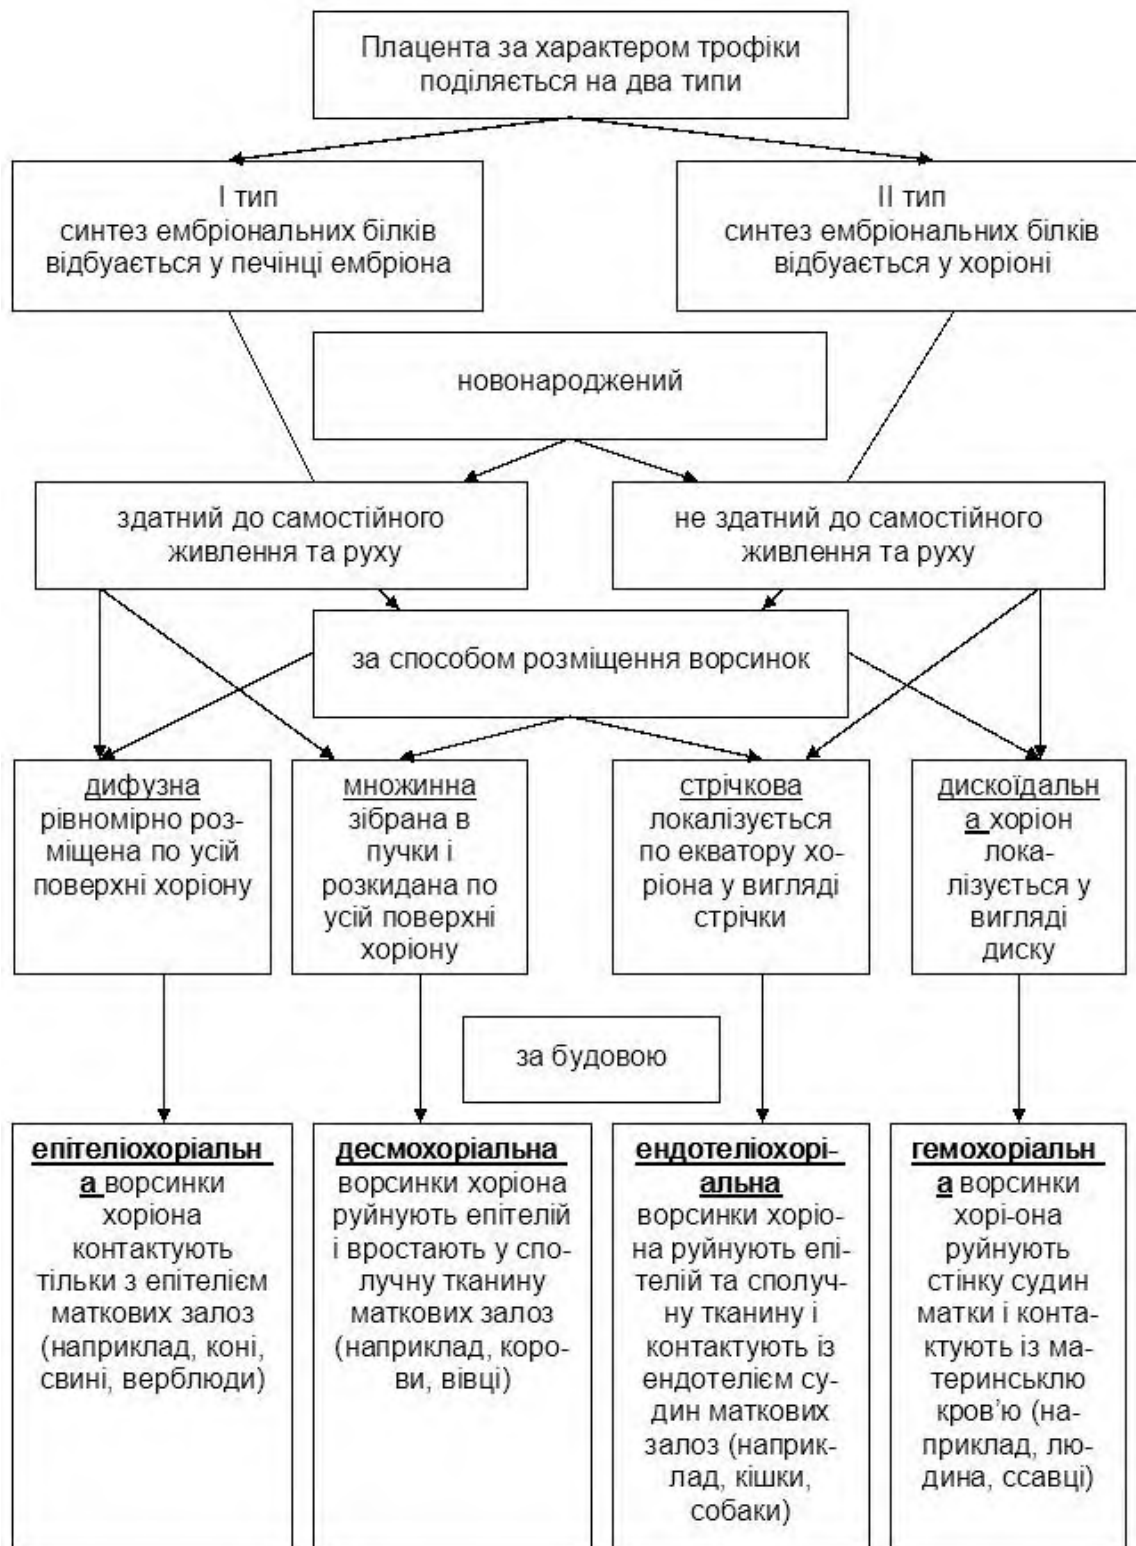 Плацента за характером трофіки
поділяється на два типи
І тип
синтез ембріональних білків
відбуається у печінці ембріона
ІІ тип
синтез ембріональних білків
відбуається у хоріоні
новонароджений
здатний до самостійного
живлення та руху
не здатний до самостійного
живлення та руху
за способом розміщення ворсинок
дифузна
рівномірно роз-
міщена по усій
поверхні хоріону
множинна
зібрана в
пучки і
розкидана по
усій поверхні
хоріону
стрічкова
локалізується
по екватору хо-
ріона у вигляді
стрічки
дискоїдальн
а хоріон
лока-
лізується у
вигляді
диску
за будовою
епітеліохоріальн
а ворсинки
хоріона
контактують
тільки з епітелієм
маткових залоз
(наприклад, коні,
свині, верблюди)
десмохоріальна
ворсинки хоріона
руйнують епітелій
і вростають у спо-
лучну тканину
маткових залоз
(наприклад, коро-
ви, вівці)
ендотеліохорі-
альна
ворсинки хоріо-
на руйнують епі-
телій та сполуч-
ну тканину і
контактують із
ендотелієм су-
дин маткових
залоз (наприк-
лад, кішки,
собаки)
гемохоріальн
а ворсинки
хорі-она
руйнують
стінку судин
матки і конта-
ктують із ма-
теринськлю
кров’ю (на-
приклад, лю-
дина, ссавці)